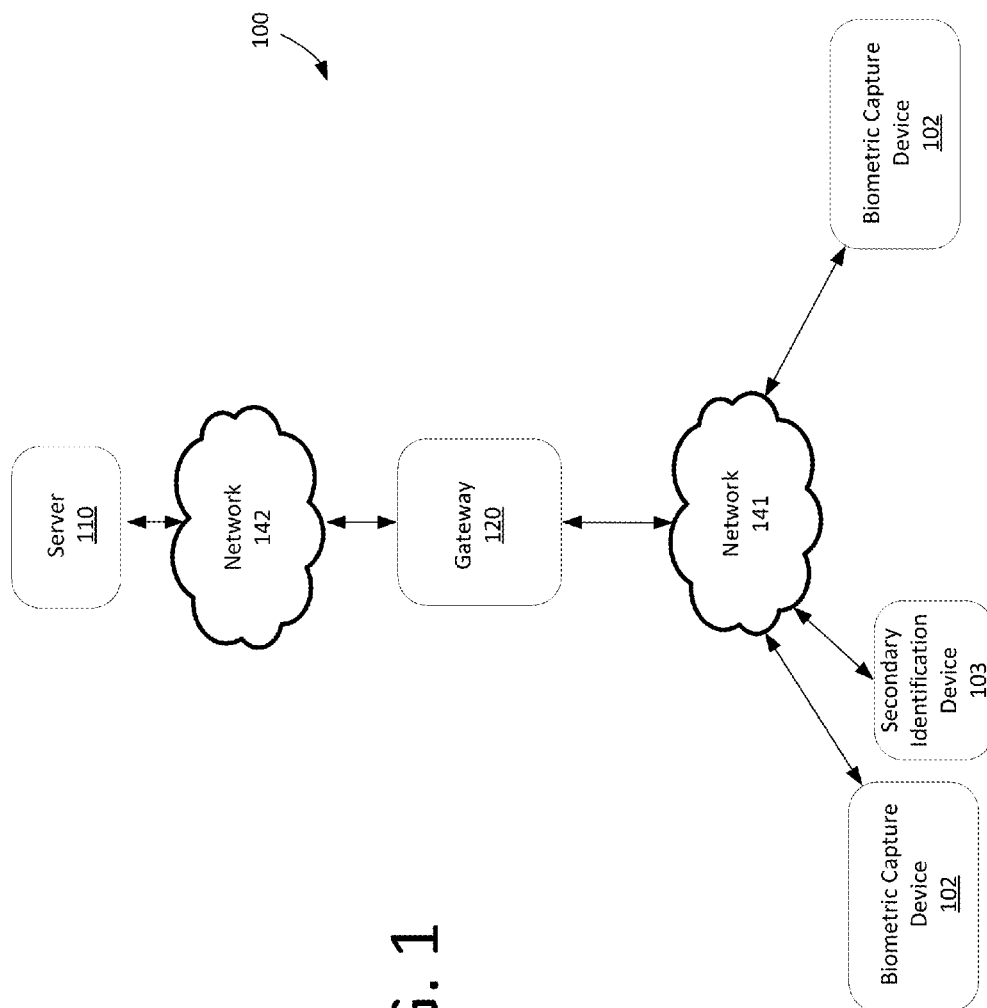 Server
110
Network
142
100
Gateway
120
. 1
Network
141
Biometric Capture
Device
102
Secondary
Identification
Device
103
Biometric Capture
Device
102